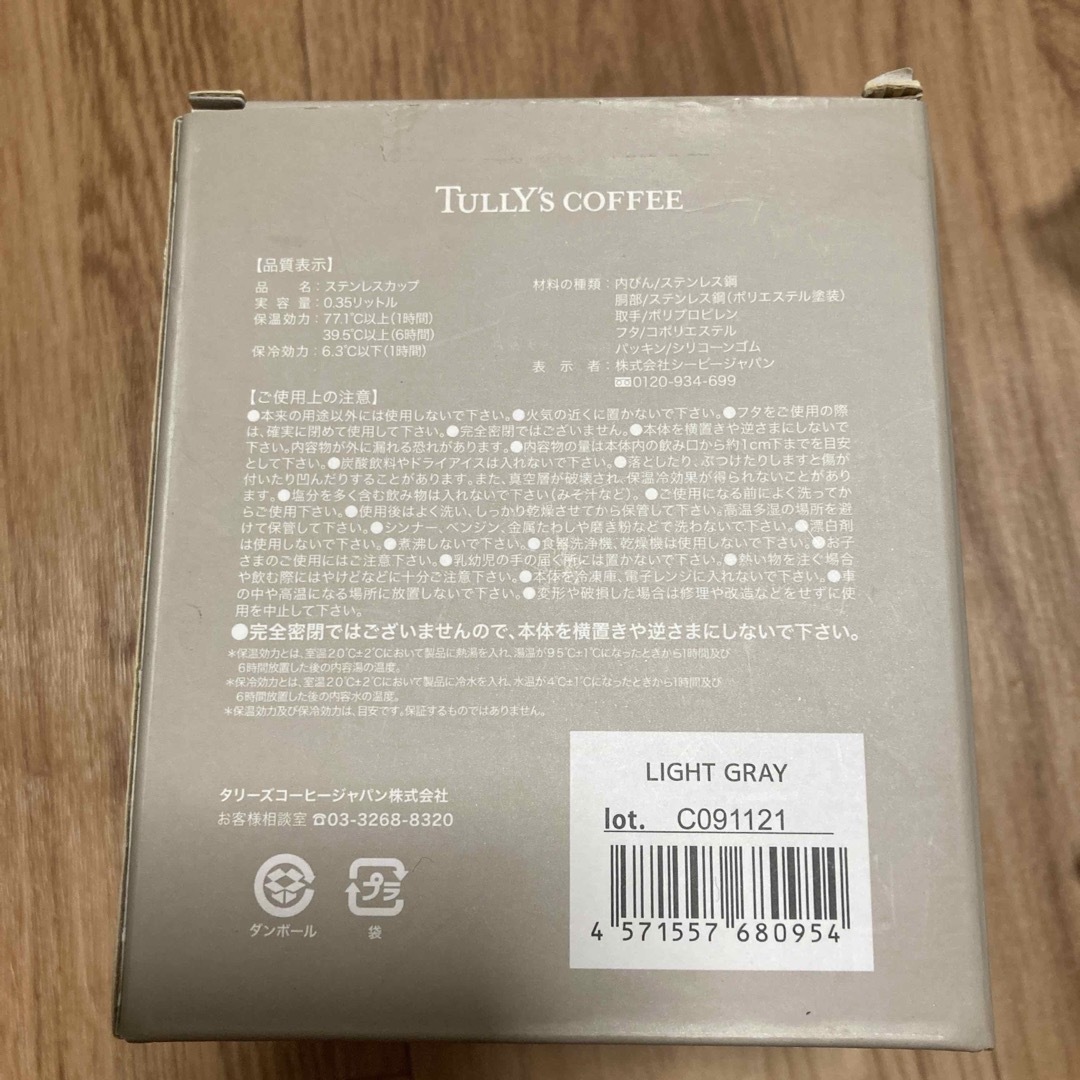 TULLY'S COFFEE
【品質表示】
品 名：ステンレスカップ
実容量：0.35リットル
保温効力：77.1℃以上(1時間)
39.5℃以上(6時間)
保冷効力：6.3℃以下(1時間)
材料の種類：内びん/ステンレス鋼
胴部/ステンレス鋼(ポリエステル塗装)
取手/ポリプロピレン
フタ/コポリエステル
パッキン/シリコーンゴム
表示者：株式会社シービージャパン
☎0120-934-699
【ご使用上の注意】
●本来の用途以外には使用しないで下さい。●火気の近くに置かないで下さい。●フタをご使用の際
は、確実に閉めて使用して下さい。●完全密閉ではございません。●本体を横置きや逆さまにしないで
下さい。内容物が外に漏れる恐れがあります。●内容物の量は本体内の飲み口から約1cm下までを目安
として下さい。●炭酸飲料やドライアイスは入れないで下さい。●落としたり、ぶつけたりしますと傷が
付いたり凹んだりすることがあります。また、真空層が破壊され、保温保冷効果が得られないことがあり
ます。●塩分を多く含む飲み物は入れないで下さい(みそ汁など)。●ご使用になる前によく洗ってか
らご使用下さい。●使用後はよく洗い、しっかり乾燥させてから保管して下さい。高温多湿の場所を避
けて保管して下さい。●シンナー、ベンジン、金属たわしや磨き粉などで洗わないで下さい。●漂白剤
は使用しないで下さい。●煮沸しないで下さい。●食器洗浄機、乾燥機は使用しないで下さい。●お子
さまのご使用にはご注意下さい。●乳幼児の手の届く所には置かないで下さい。●熱い物を注ぐ場合
や飲む際にはやけどなどに十分ご注意下さい。●本体を冷凍庫、電子レンジに入れないで下さい。●車
の中や高温になる場所に放置しないで下さい。●変形や破損した場合は修理や改造などをせずに使
用を中止して下さい。
●完全密閉ではございませんので、本体を横置きや逆さまにしないで下さい。
＊保温効力とは、室温20℃±2℃において製品に熱湯を入れ、湯温が95℃±1℃になったときから1時間及び
6時間放置した後の内容湯の温度。
＊保冷効力とは、室温20℃±2℃において製品に冷水を入れ、水温が4℃±1℃になったときから1時間及び
6時間放置した後の内容水の温度。
＊保温効力及び保冷効力は、目安です。保証するものではありません。
タリーズコーヒージャパン株式会社
お客様相談室☎03-3268-8320
ダンボール
プラ
袋
LIGHT GRAY
lot. C091121
4 571557 680954